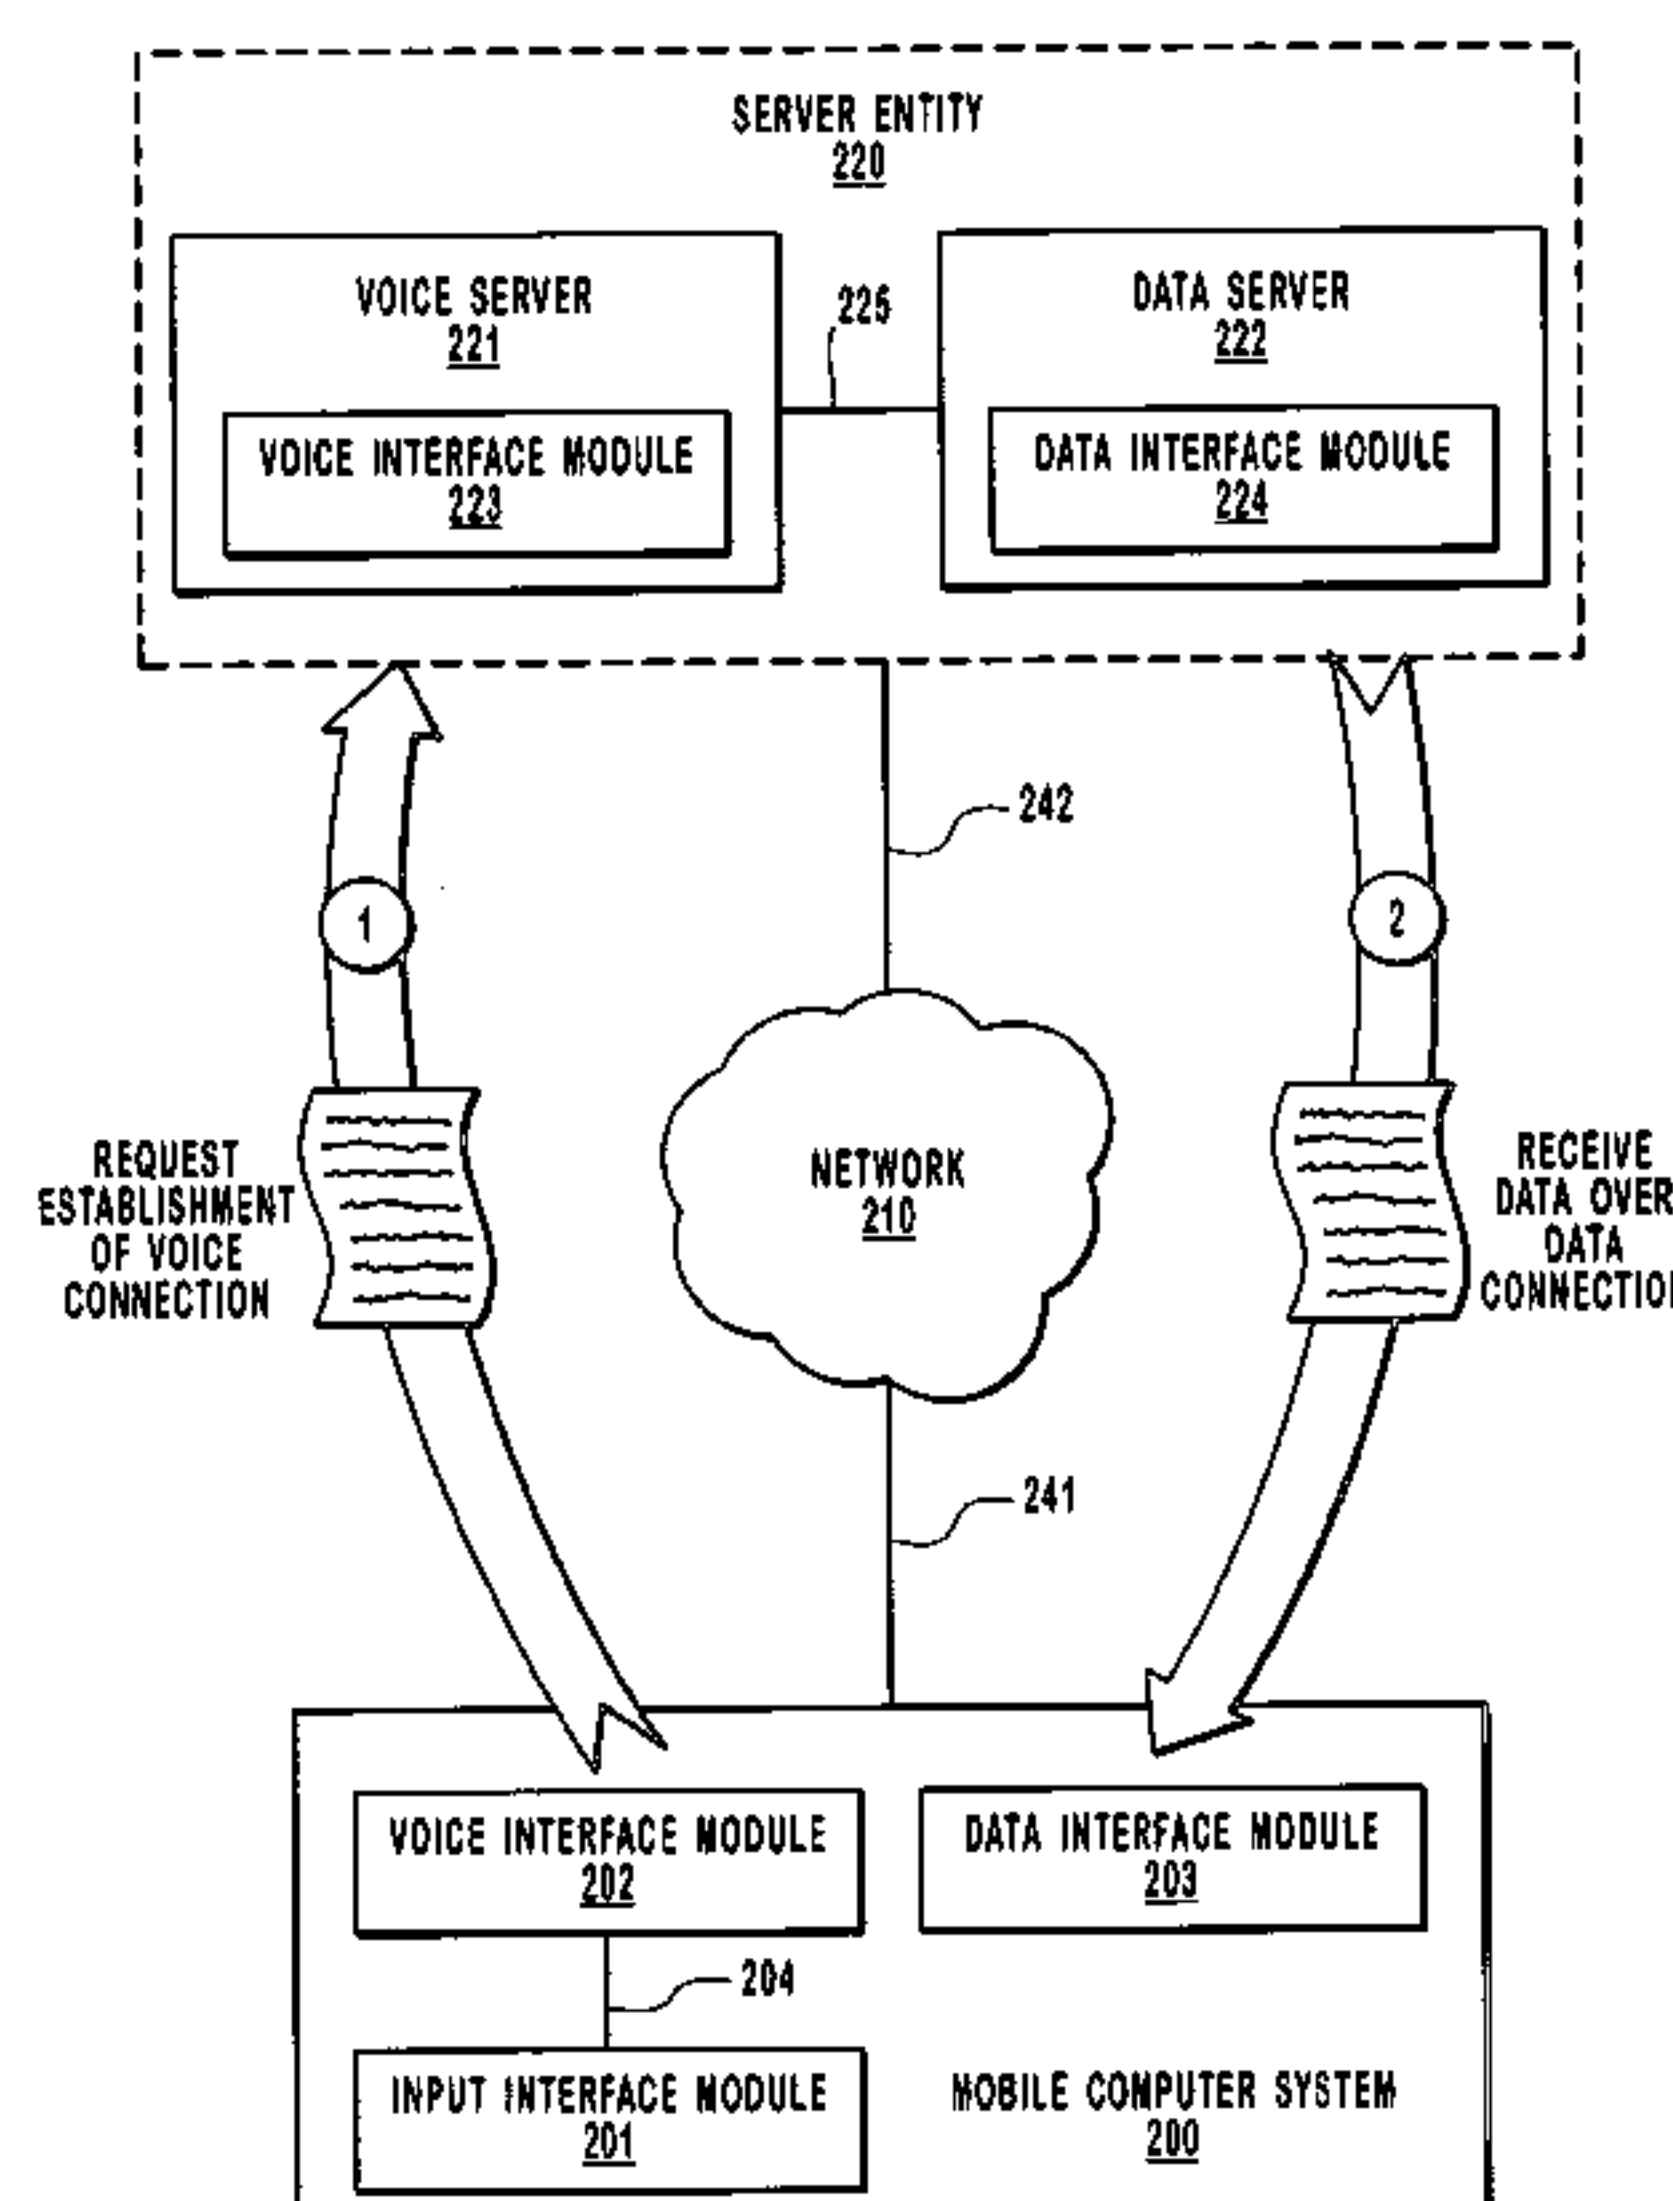 SERVER ENTITY
220
VOICE SERVER
221
225
DATA SERVER
222
VOICE INTERFACE MODULE
223
DATA INTERFACE MODULE
224
242
1
2
REQUEST
ESTABLISHMENT
OF VOICE
CONNECTION
NETWORK
210
RECEIVE
DATA OVER
DATA
CONNECTION
241
VOICE INTERFACE MODULE
202
DATA INTERFACE MODULE
203
204
INPUT INTERFACE MODULE
201
MOBILE COMPUTER SYSTEM
200